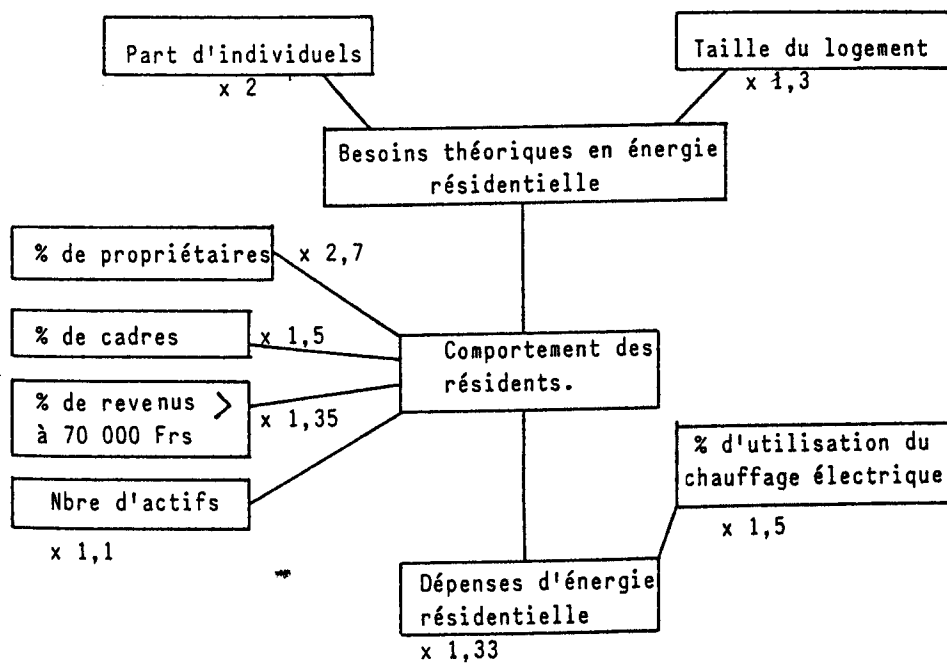 Part d'individuels
x 2
Taille du logement
x 1,3
Besoins théoriques en énergie
résidentielle
% de propriétaires
x 2,7
% de cadres
x 1,5
% de revenus >
à 70 000 Frs
x 1,35
Nbre d'actifs
x 1,1
Comportement des
résidents.
% d'utilisation du
chauffage électrique
x 1,5
Dépenses d'énergie
résidentielle
x 1,33